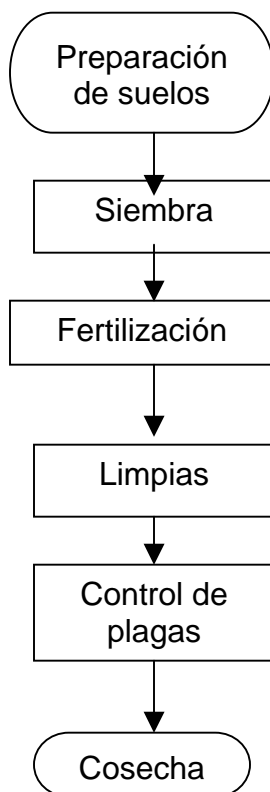 Preparación
de suelos
Siembra
Fertilización
Limpias
Control de
plagas
Cosecha